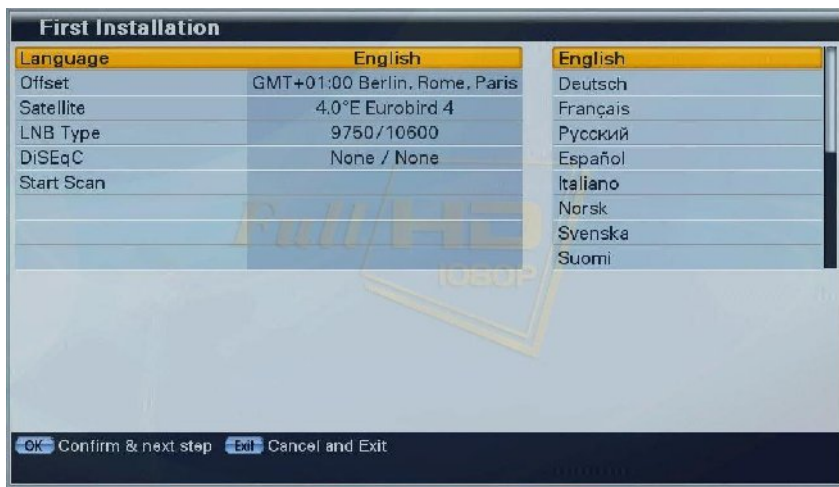 First Installation
Language English
Offset GMT+01:00 Berlin, Rome, Paris
Satellite 4.0°E Eurobird 4
LNB Type 9750/10600
DiSEqC None / None
Start Scan
English
Deutsch
Français
Русский
Español
Italiano
Norsk
Svenska
Suomi
Full HD
1080P
OK Confirm & next step Exit Cancel and Exit